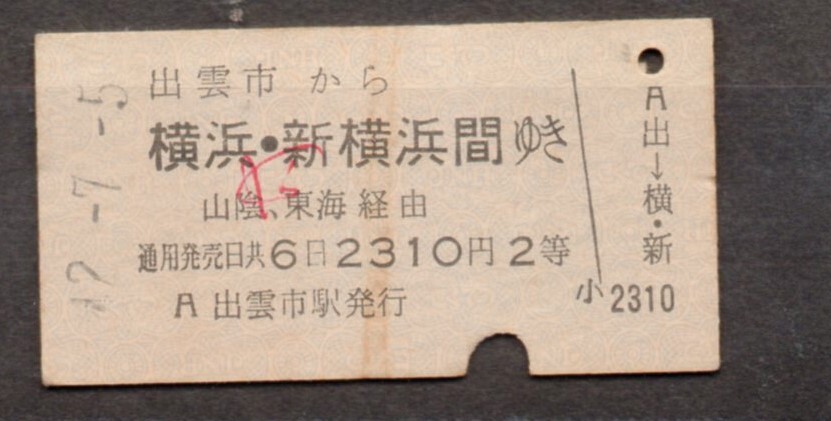 出雲市 から
横浜・新横浜間ゆき
山陰、東海経由
通用発売日共6日2310円2等
A 出雲市駅発行
小 2310
A出→横・新
-7.-5